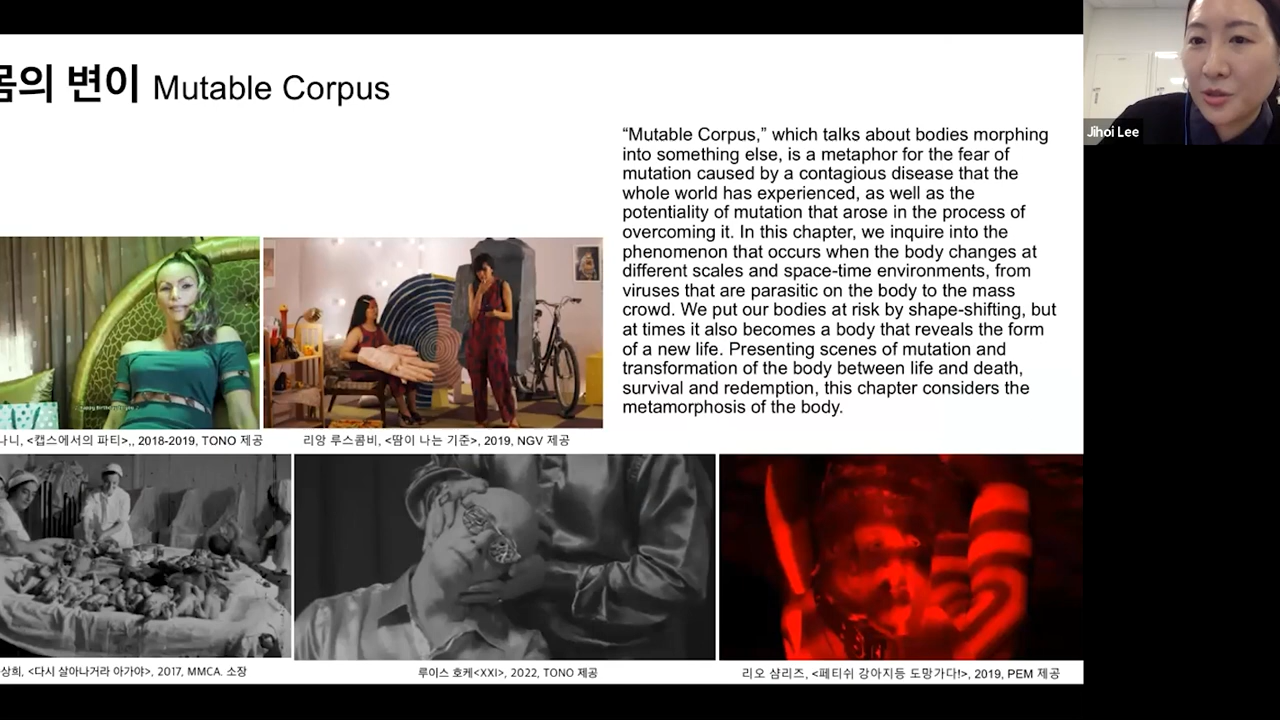 몸의 변이 Mutable Corpus
“Mutable Corpus,” which talks about bodies morphing
into something else, is a metaphor for the fear of
mutation caused by a contagious disease that the
whole world has experienced, as well as the
potentiality of mutation that arose in the process of
overcoming it. In this chapter, we inquire into the
phenomenon that occurs when the body changes at
different scales and space-time environments, from
viruses that are parasitic on the body to the mass
crowd. We put our bodies at risk by shape-shifting, but
at times it also becomes a body that reveals the form
of a new life. Presenting scenes of mutation and
transformation of the body between life and death,
survival and redemption, this chapter considers the
metamorphosis of the body.
Happy Birthday to you
나니, <캡스에서의 파티>,, 2018-2019, TONO 제공
리앙 루스콤비, <땀이 나는 기준>, 2019, NGV 제공
상희, <다시 살아나거라 아가야>, 2017, MMCA. 소장
루이스 호케<XXI>, 2022, TONO 제공
리오 샴리즈, <페티쉬 강아지등 도망가다!>, 2019, PEM 제공
Jihoi Lee